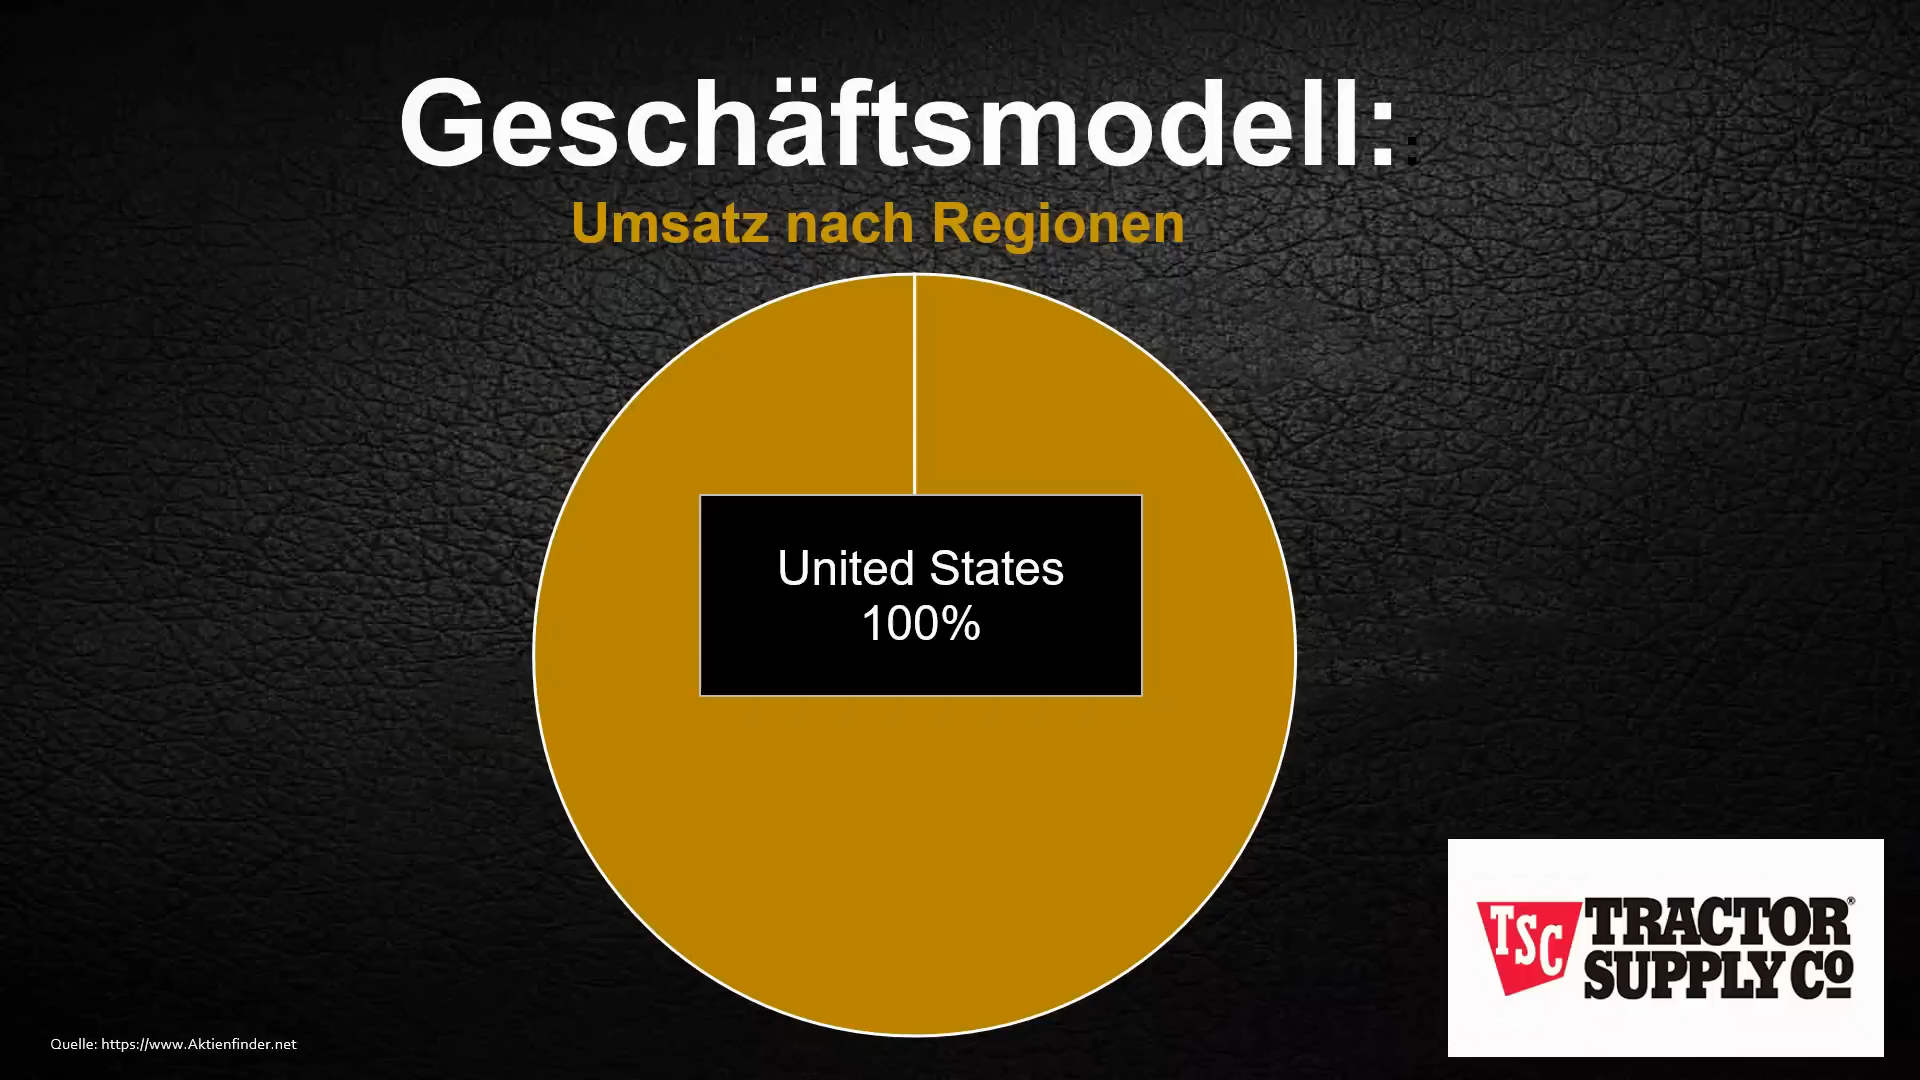 Geschäftsmodell:
Umsatz nach Regionen
United States
100%
TSC TRACTOR
SUPPLY CO
Quelle: https://www.Aktienfinder.net